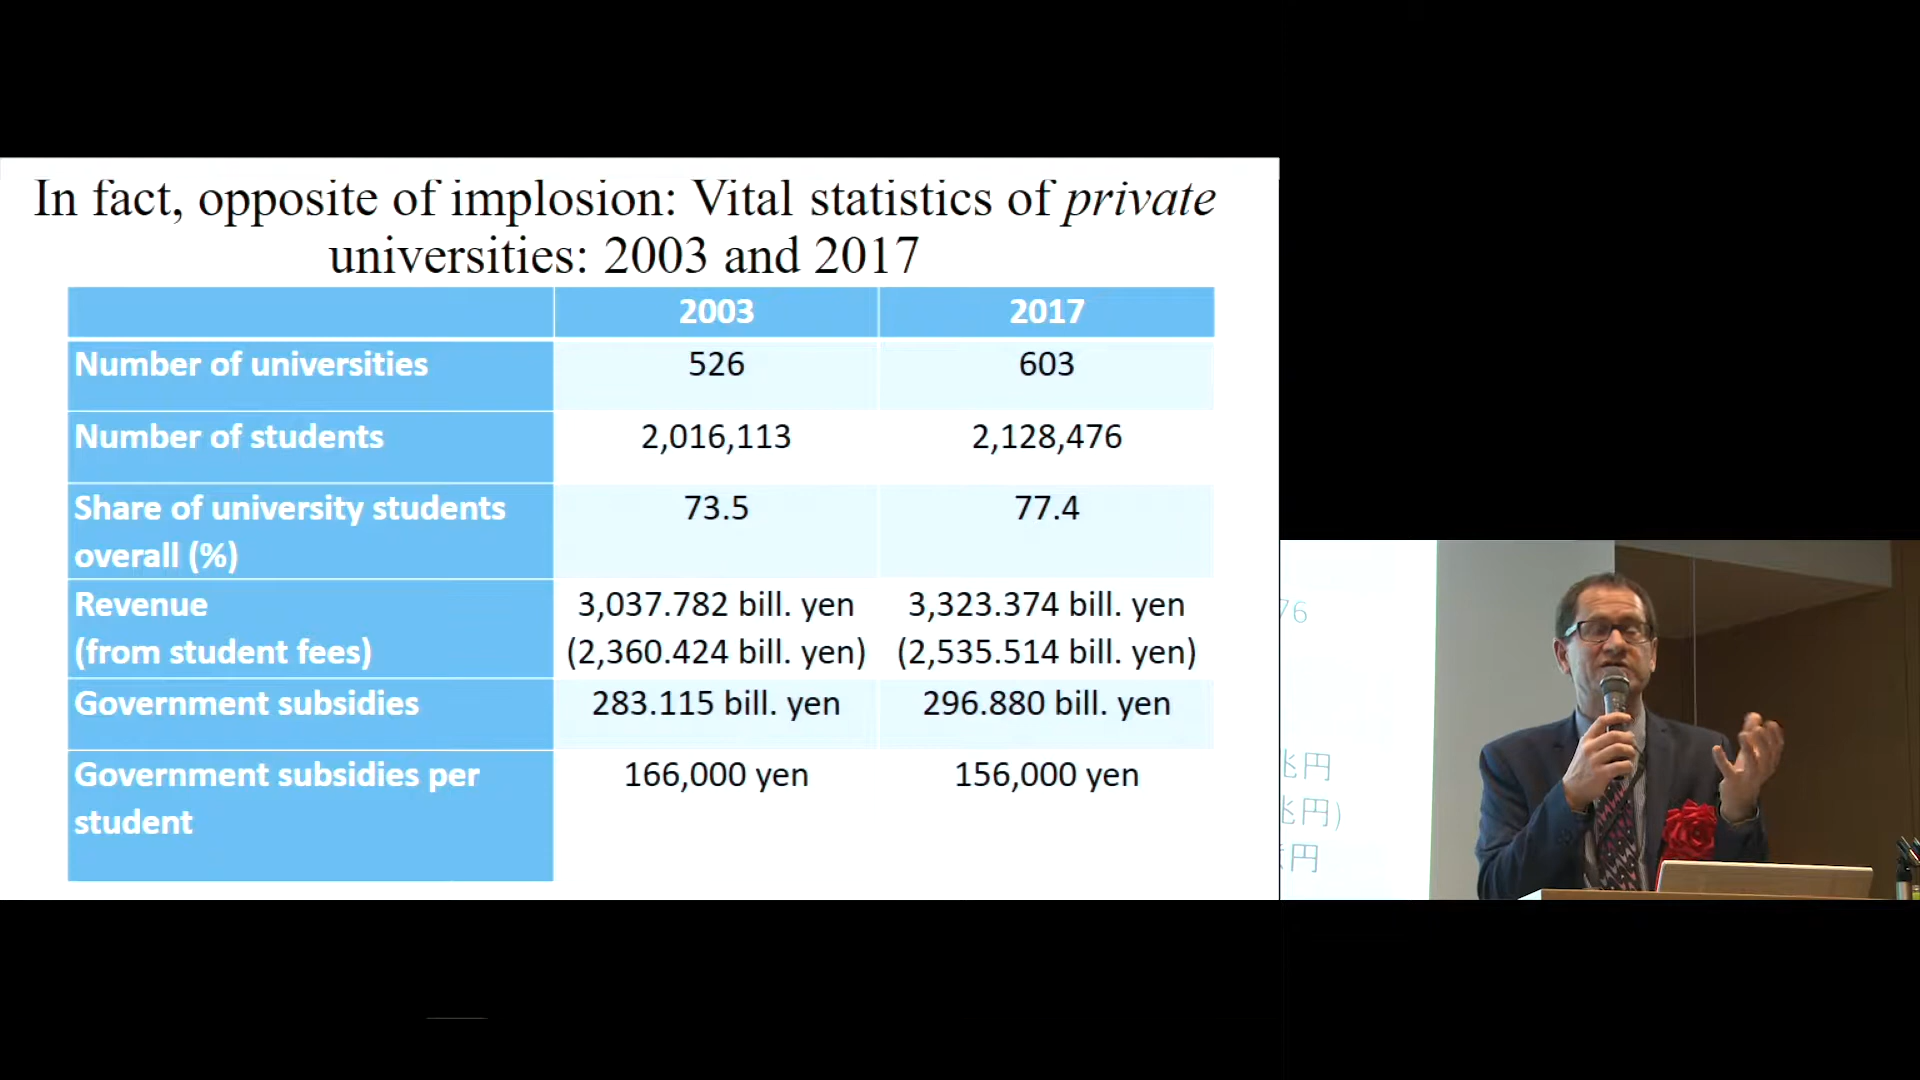 In fact, opposite of implosion: Vital statistics of private
universities: 2003 and 2017
2003 2017
Number of universities 526 603
Number of students 2,016,113 2,128,476
Share of university students 73.5 77.4
overall (%)
Revenue 3,037.782 bill. yen 3,323.374 bill. yen
(from student fees) (2,360.424 bill. yen) (2,535.514 bill. yen)
Government subsidies 283.115 bill. yen 296.880 bill. yen
Government subsidies per 166,000 yen 156,000 yen
student
76
兆円
兆円)
円